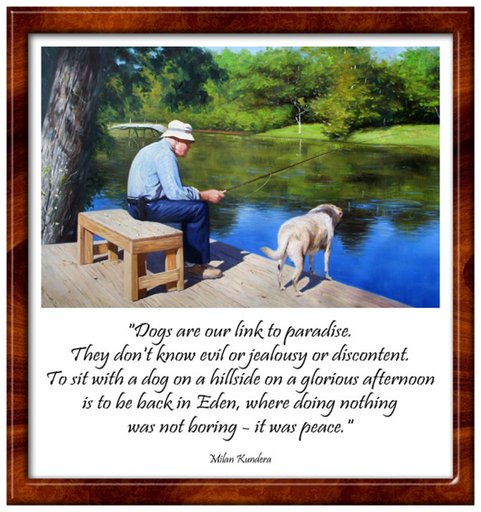 "Dogs are our link to paradise.
They don't know evil or jealousy or discontent.
To sit with a dog on a hillside on a glorious afternoon
is to be back in Eden, where doing nothing
was not boring ~ it was peace."
Milan Kundera